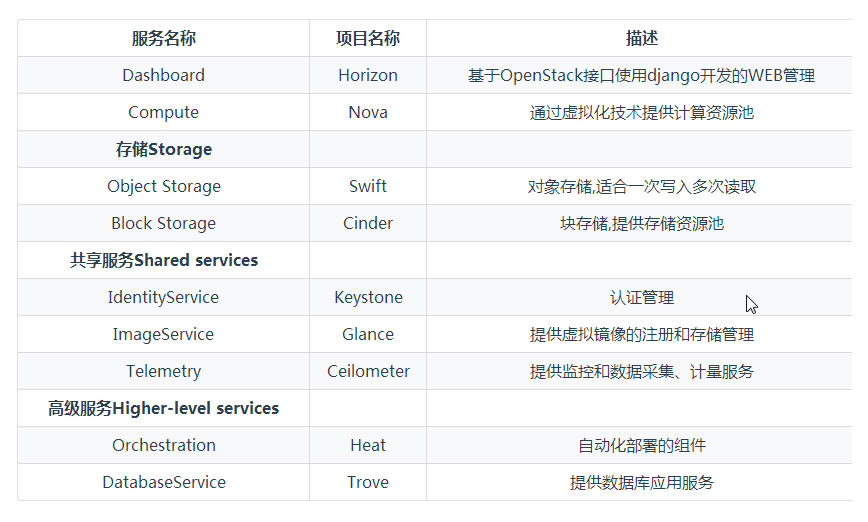 服务名称 项目名称 描述
Dashboard Horizon 基于OpenStack接口使用django开发的WEB管理
Compute Nova 通过虚拟化技术提供计算资源池
存储Storage
Object Storage Swift 对象存储,适合一次写入多次读取
Block Storage Cinder 块存储,提供存储资源池
共享服务Shared services
IdentityService Keystone 认证管理
ImageService Glance 提供虚拟镜像的注册和存储管理
Telemetry Ceilometer 提供监控和数据采集、计量服务
高级服务Higher-level services
Orchestration Heat 自动化部署的组件
DatabaseService Trove 提供数据库应用服务